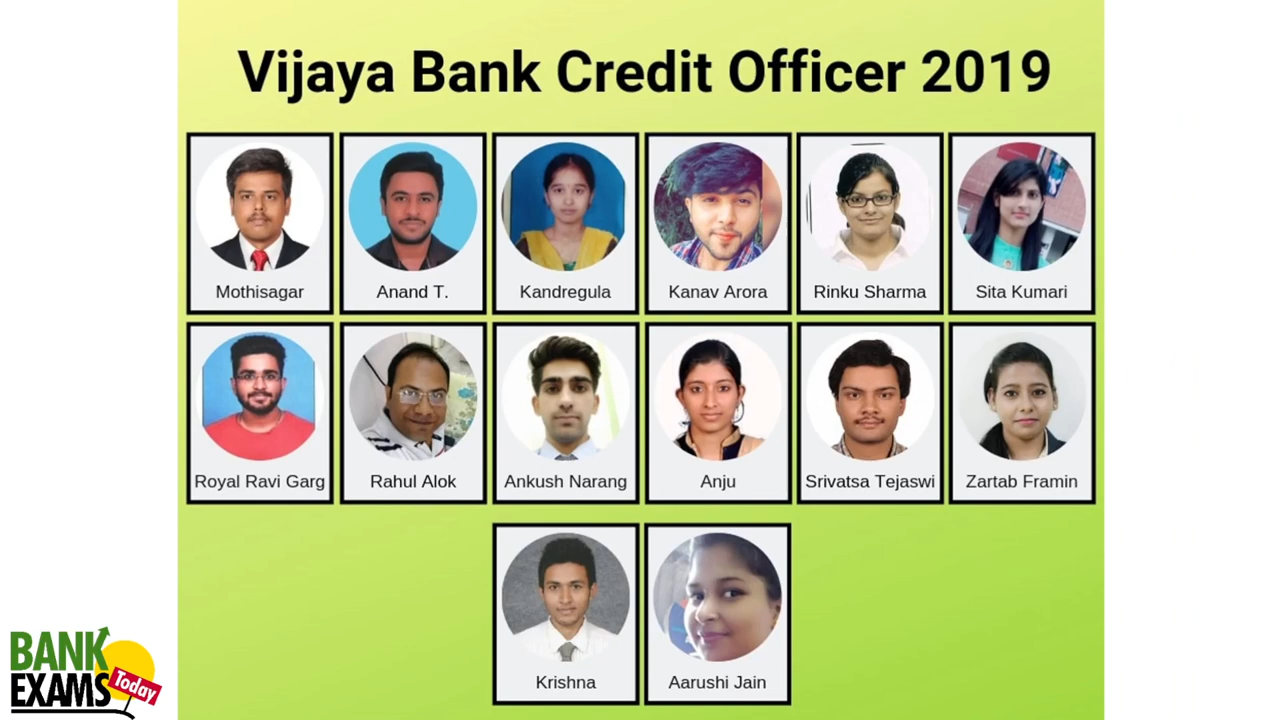 Vijaya Bank Credit Officer 2019
Mothisagar
Anand T.
Kandregula
Kanav Arora
Rinku Sharma
Sita Kumari
Royal Ravi Garg
Rahul Alok
Ankush Narang
Anju
Srivatsa Tejaswi
Zartab Framin
Krishna
Aarushi Jain
BANK
EXAMS
Today